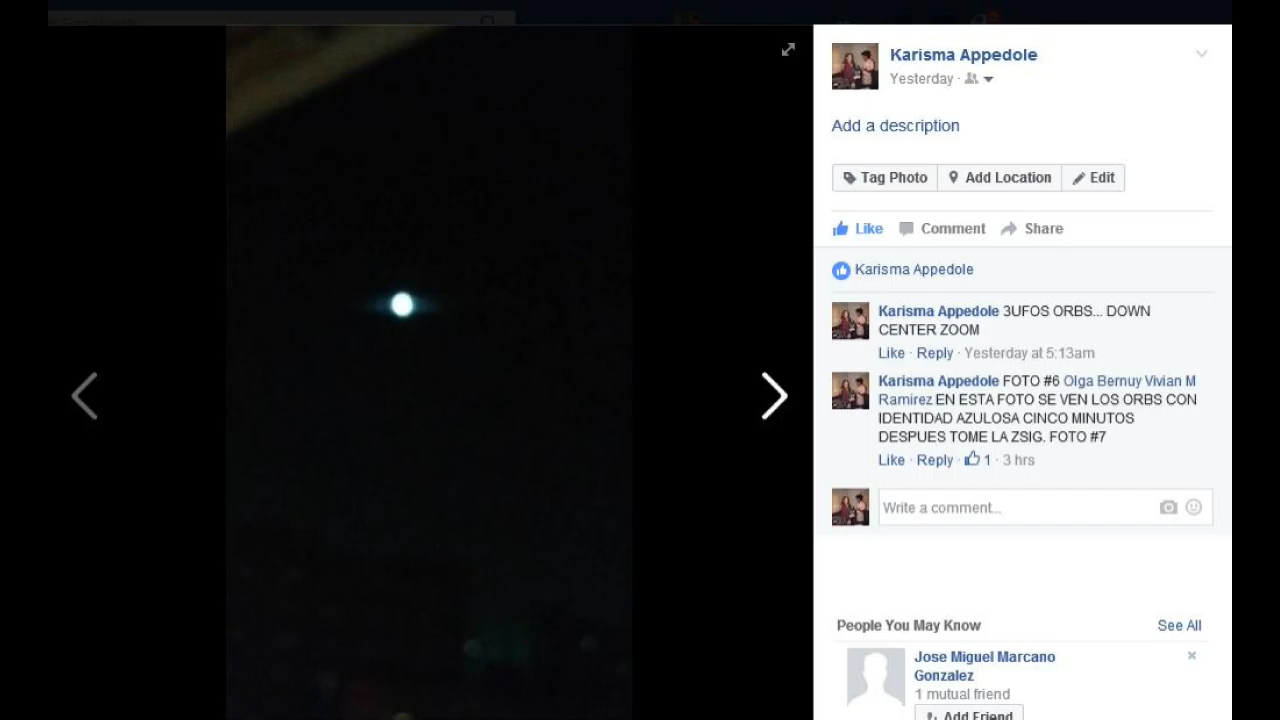 Karisma Appedole
Yesterday ·
Add a description
Tag Photo Add Location Edit
Like Comment Share
Karisma Appedole
Karisma Appedole 3UFOS ORBS... DOWN
CENTER ZOOM
Like · Reply · Yesterday at 5:13am
Karisma Appedole FOTO #6 Olga Bernuy Vivian M
Ramirez EN ESTA FOTO SE VEN LOS ORBS CON
IDENTIDAD AZULOSA CINCO MINUTOS
DESPUES TOME LA ZSIG. FOTO #7
Like · Reply · 1 · 3 hrs
Write a comment...
People You May Know See All
Jose Miguel Marcano
Gonzalez
1 mutual friend
Add Friend